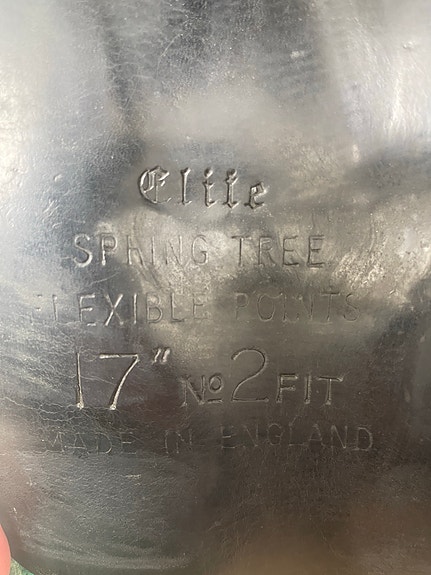 Elite
SPRING TREE
FLEXIBLE POINTS
17" No 2 FIT
MADE IN ENGLAND